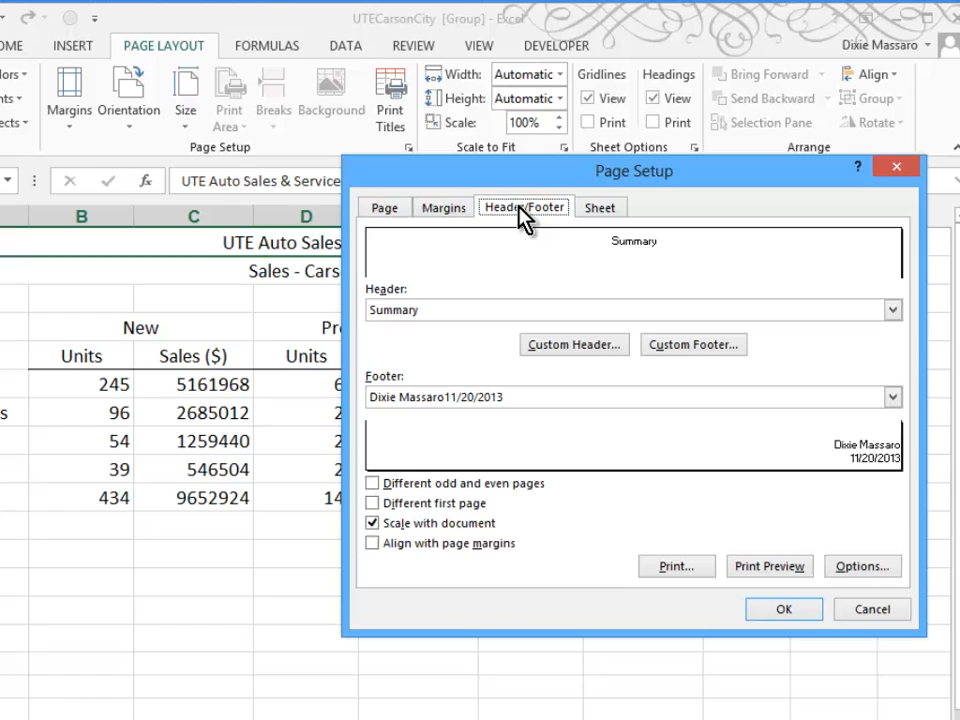 UTECarsonCity [Group] - Excel
OME INSERT PAGE LAYOUT FORMULAS DATA REVIEW VIEW DEVELOPER Dixie Massaro
Margins Orientation Size Print Area Breaks Background Print Titles
Page Setup
Width: Automatic
Height: Automatic
Scale: 100%
Scale to Fit
Gridlines Headings
View View
Print Print
Sheet Options
Bring Forward Align
Send Backward Group
Selection Pane Rotate
Arrange
fx UTE Auto Sales & Service
B C D
UTE Auto Sales
Sales - Cars
New Pr
Units Sales ($) Units
245 5161968 6
s 96 2685012 2
54 1259440 2
39 546504 2
434 9652924 14
Page Setup
?
Page Margins Header/Footer Sheet
Summary
Header:
Summary
Custom Header... Custom Footer...
Footer:
Dixie Massaro11/20/2013
Dixie Massaro
11/20/2013
Different odd and even pages
Different first page
Scale with document
Align with page margins
Print... Print Preview Options...
OK Cancel